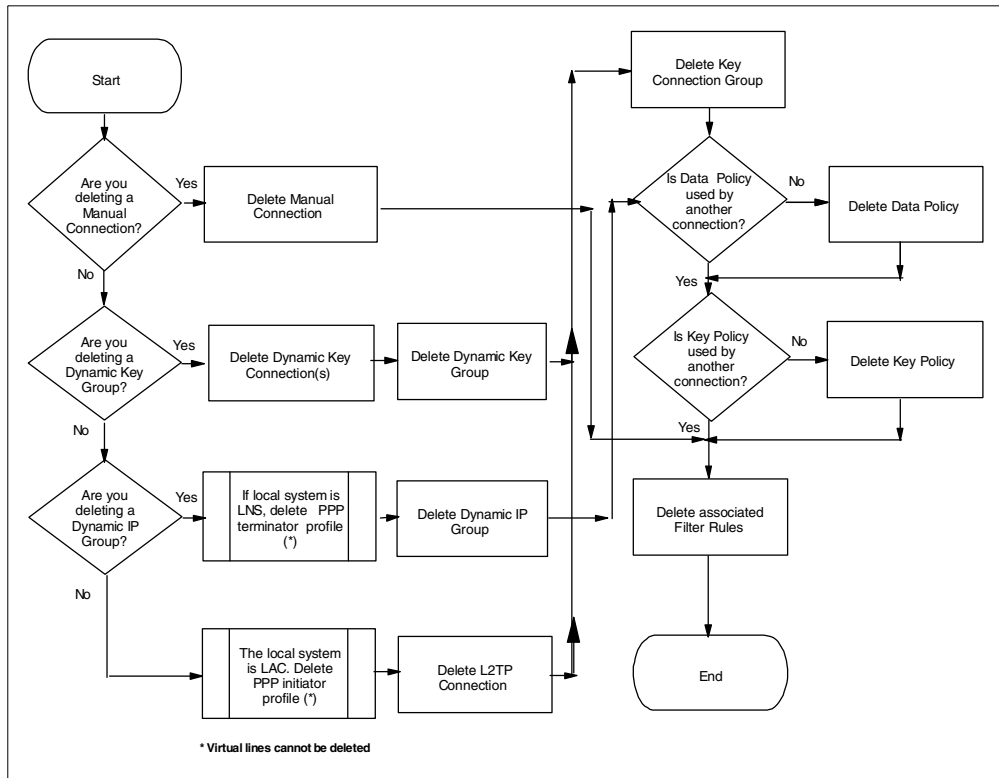 Start
Are you
deleting a
Manual
Connection?
Yes
Delete Manual
Connection
No
Are you
deleting a
Dynamic Key
Group?
Yes
Delete Dynamic Key
Connection(s)
Delete Dynamic Key
Group
No
Are you
deleting a
Dynamic IP
Group?
Yes
If local system is
LNS, delete PPP
terminator profile
(*)
Delete Dynamic IP
Group
No
The local system
is LAC. Delete
PPP initiator
profile (*)
Delete L2TP
Connection
* Virtual lines cannot be deleted
Delete Key
Connection Group
Is Data Policy
used by
another
connection?
No
Delete Data Policy
Yes
Is Key Policy
used by
another
connection?
No
Delete Key Policy
Yes
Delete associated
Filter Rules
End